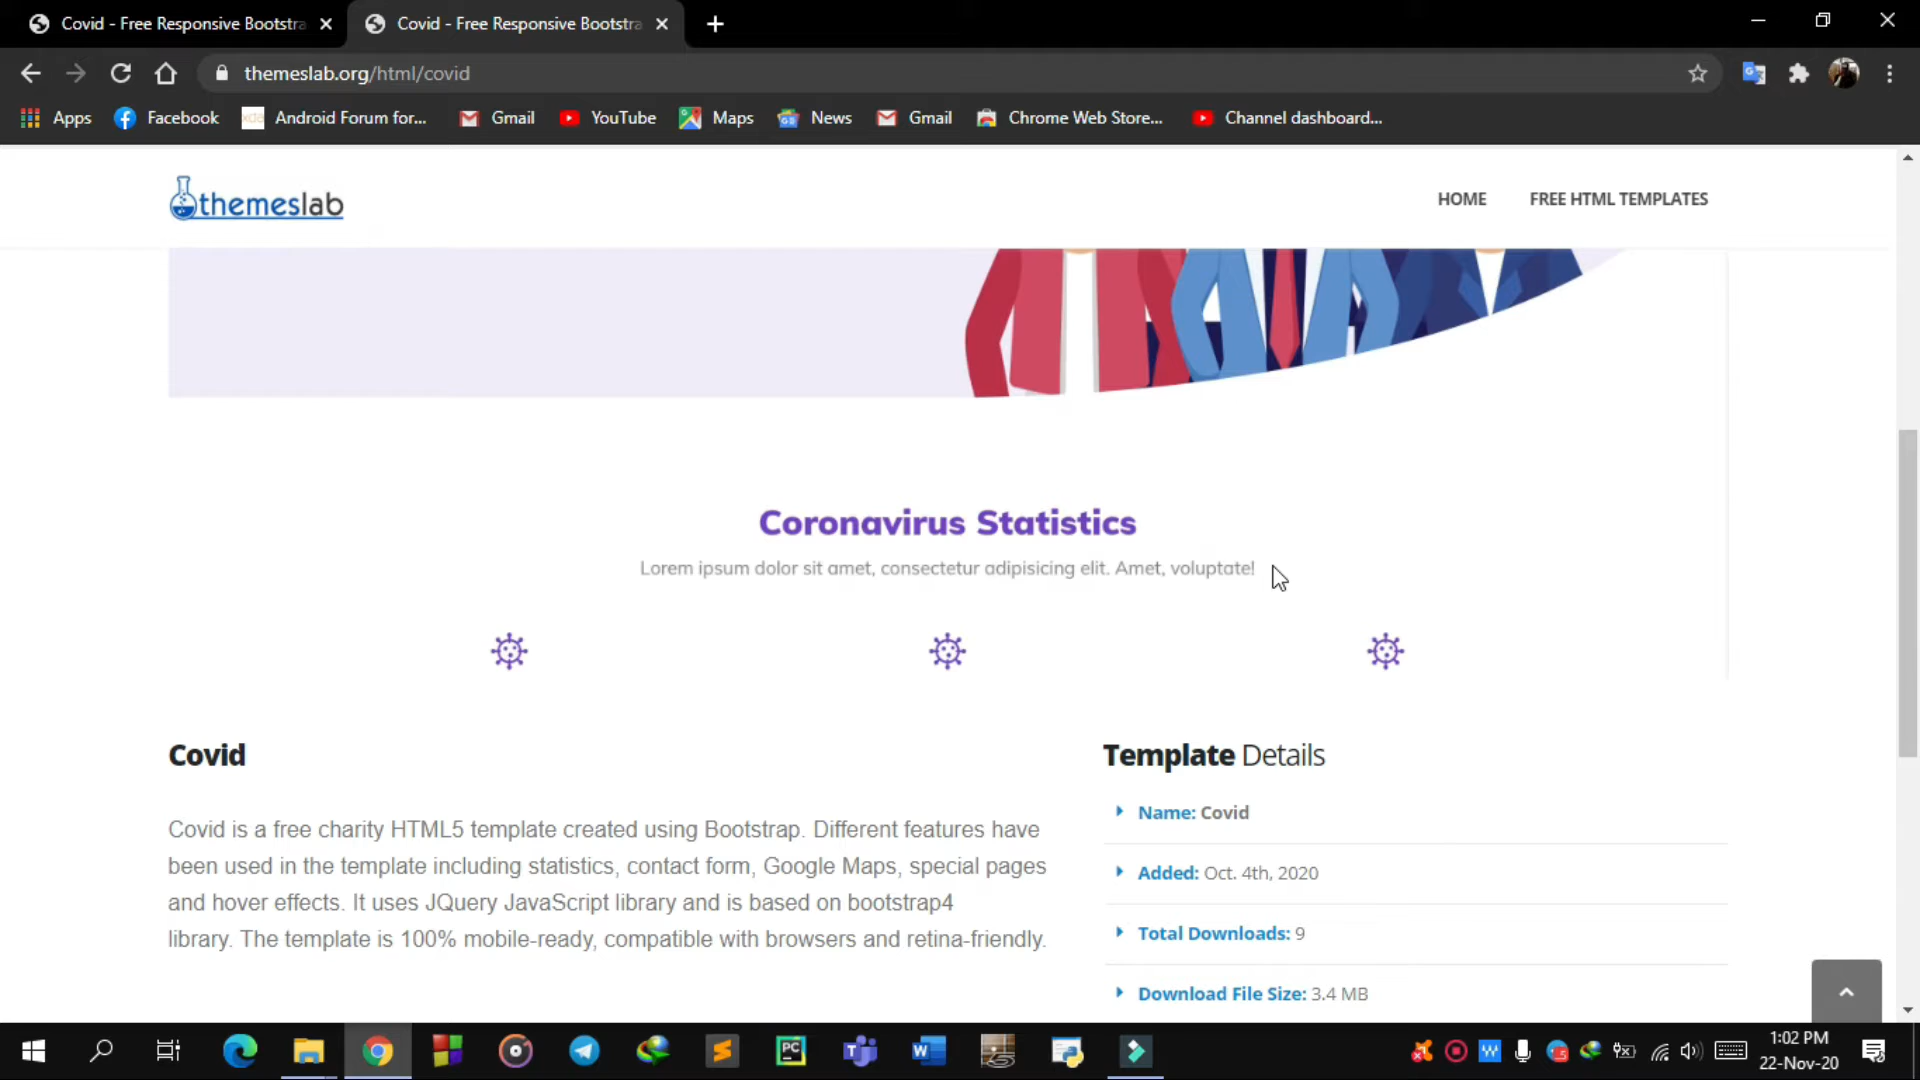 Covid - Free Responsive Bootstra
Covid - Free Responsive Bootstra
themeslab.org/html/covid
Apps
Facebook
Android Forum for...
Gmail
YouTube
Maps
News
Gmail
Chrome Web Store...
Channel dashboard...
themeslab
HOME
FREE HTML TEMPLATES
Coronavirus Statistics
Lorem ipsum dolor sit amet, consectetur adipisicing elit. Amet, voluptate!
Covid
Covid is a free charity HTML5 template created using Bootstrap. Different features have
been used in the template including statistics, contact form, Google Maps, special pages
and hover effects. It uses JQuery JavaScript library and is based on bootstrap4
library. The template is 100% mobile-ready, compatible with browsers and retina-friendly.
Template Details
Name: Covid
Added: Oct. 4th, 2020
Total Downloads: 9
Download File Size: 3.4 MB
1:02 PM
22-Nov-20